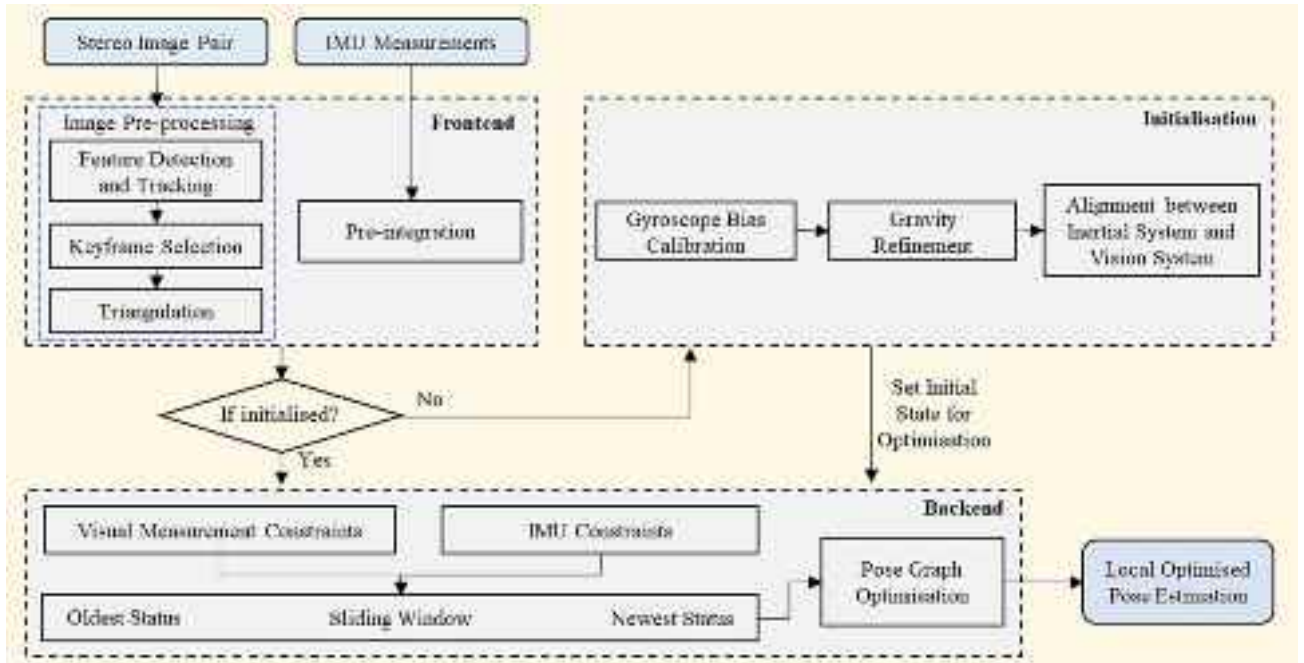 Stereo Image Pair
IMU Measurements
Image Pre-processing
Frontend
Feature Detection
and Tracking
Keyframe Selection
Triangulation
Pre-integration
Initialisation
Gyroscope Bias
Calibration
Gravity
Refinement
Alignment between
Inertial System and
Vision System
If initialised?
No
Yes
Set Initial
State for
Optimisation
Backend
Visual Measurement Constraints
IMU Constraints
Oldest Status
Sliding Window
Newest Status
Pose Graph
Optimisation
Local Optimised
Pose Estimation